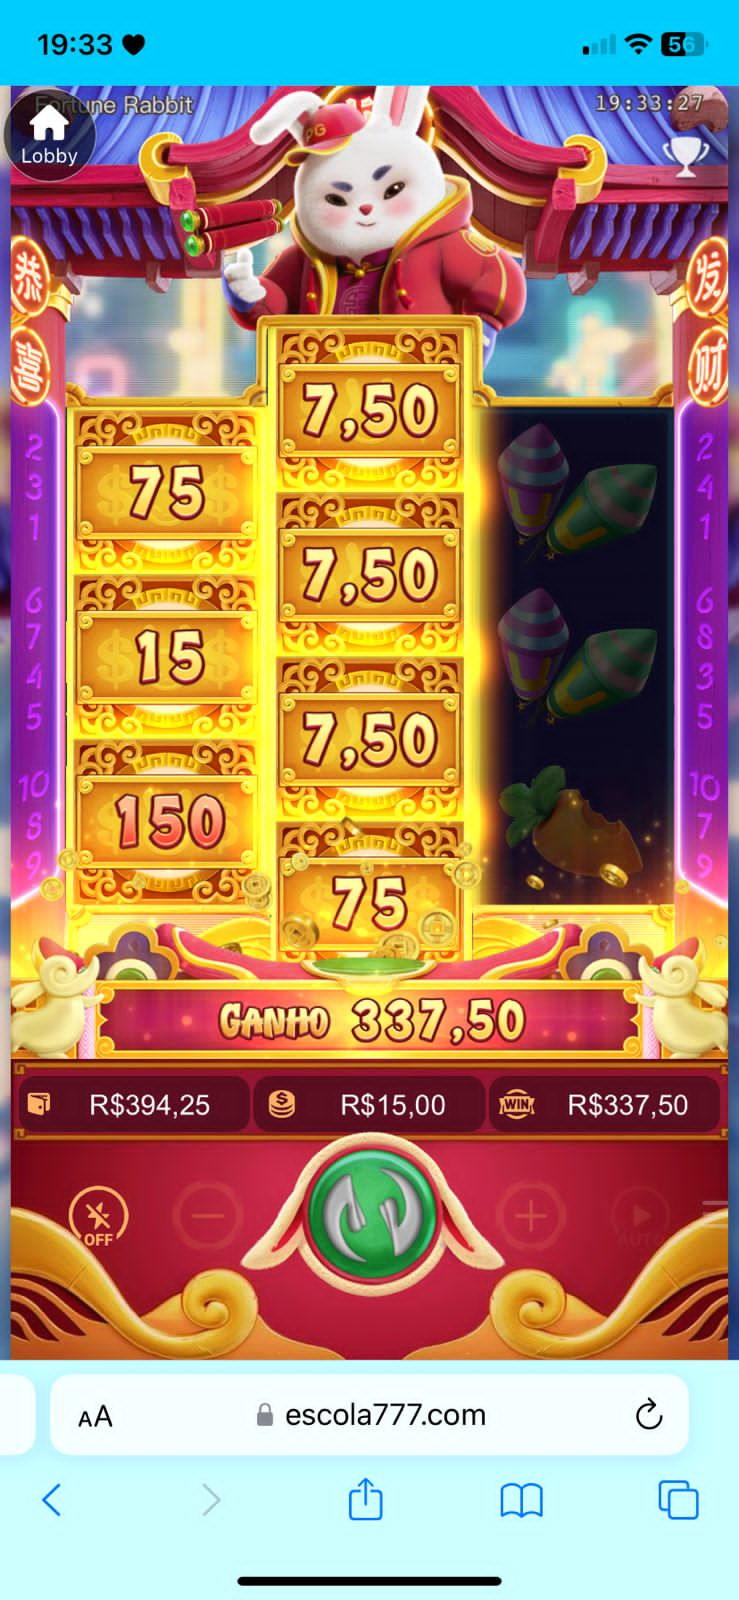 19:33
56
Fortune Rabbit
19:33:27
Lobby
PG
恭
发
喜
财
7,50
75
7,50
15
7,50
150
75
2
3
1
6
7
4
5
10
8
9
2
4
1
6
8
3
5
10
7
9
GANHO 337,50
R$394,25
R$15,00
WIN
R$337,50
OFF
AUTO
AA
escola777.com